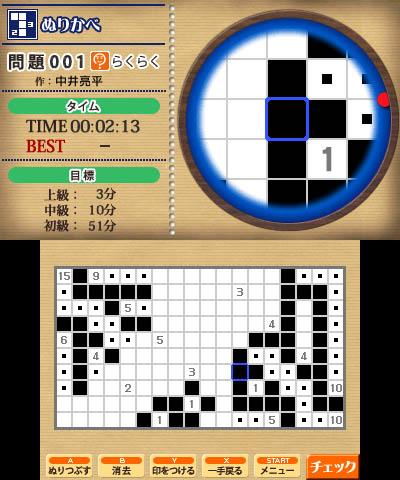 ぬりかべ
問題001 らくらく
作：中井亮平
タイム
TIME 00:02:13
BEST −
目標
上級： 3分
中級： 10分
初級： 51分
1
15 9
3
5
4
6 5
4 4
3
2 1 10
1
1 5 10
A ぬりつぶす
B 消去
Y 印をつける
X 一手戻る
START メニュー
チェック